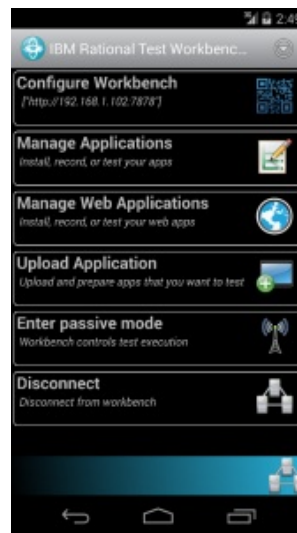 2:48
IBM Rational Test Workbenc...
Configure Workbench
["http://192.168.1.102:7878"]
Manage Applications
Install, record, or test your apps
Manage Web Applications
Install, record, or test your web apps
Upload Application
Upload and prepare apps that you want to test
Enter passive mode
Workbench controls test execution
Disconnect
Disconnect from workbench